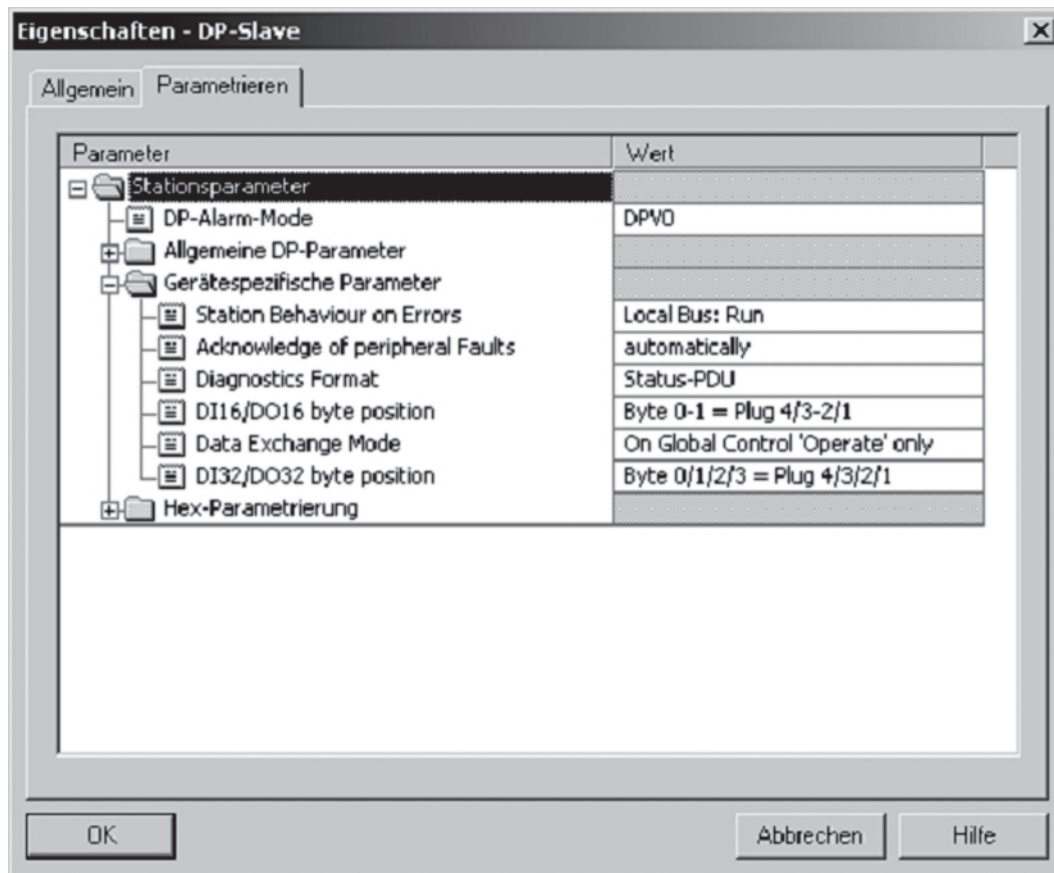 Eigenschaften - DP-Slave
Allgemein Parametrieren
Parameter Wert
Stationsparameter
DP-Alarm-Mode DPV0
Allgemeine DP-Parameter
Gerätespezifische Parameter
Station Behaviour on Errors Local Bus: Run
Acknowledge of peripheral Faults automatically
Diagnostics Format Status-PDU
DI16/DO16 byte position Byte 0-1 = Plug 4/3-2/1
Data Exchange Mode On Global Control 'Operate' only
DI32/DO32 byte position Byte 0/1/2/3 = Plug 4/3/2/1
Hex-Parametrierung
OK Abbrechen Hilfe